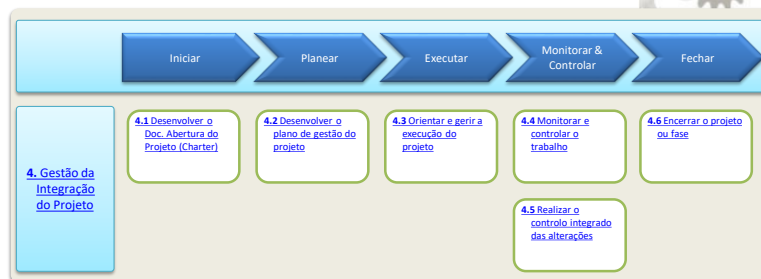 Iniciar
Planear
Executar
Monitorar &
Controlar
Fechar
4. Gestão da
Integração
do Projeto
4.1 Desenvolver o
Doc. Abertura do
Projeto (Charter)
4.2 Desenvolver o
plano de gestão do
projeto
4.3 Orientar e gerir a
execução do
projeto
4.4 Monitorar e
controlar o
trabalho
4.6 Encerrar o projeto
ou fase
4.5 Realizar o
controlo integrado
das alterações